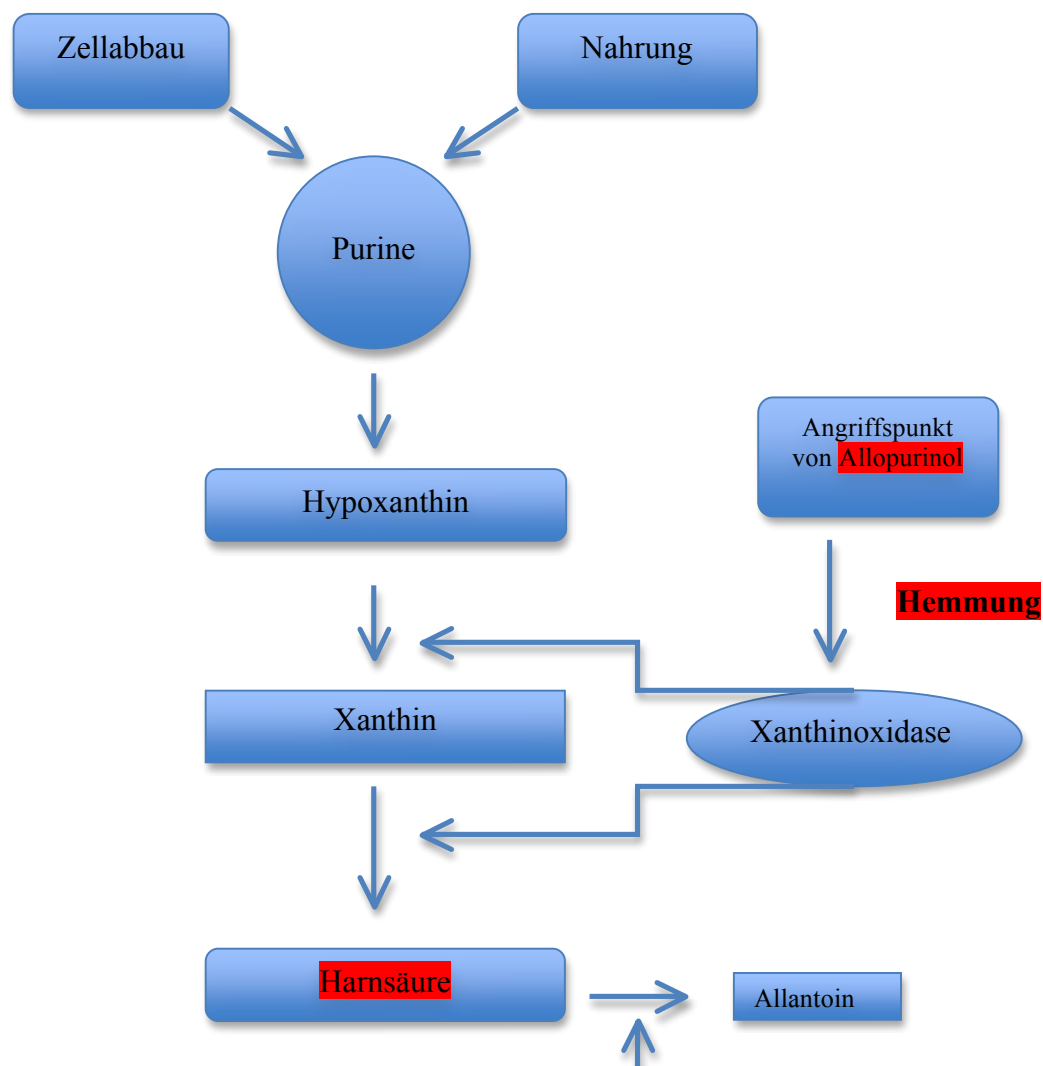 Zellabbau
Nahrung
Purine
Angriffspunkt
von Allopurinol
Hypoxanthin
Hemmung
Xanthin
Xanthinoxidase
Harnsäure
Allantoin